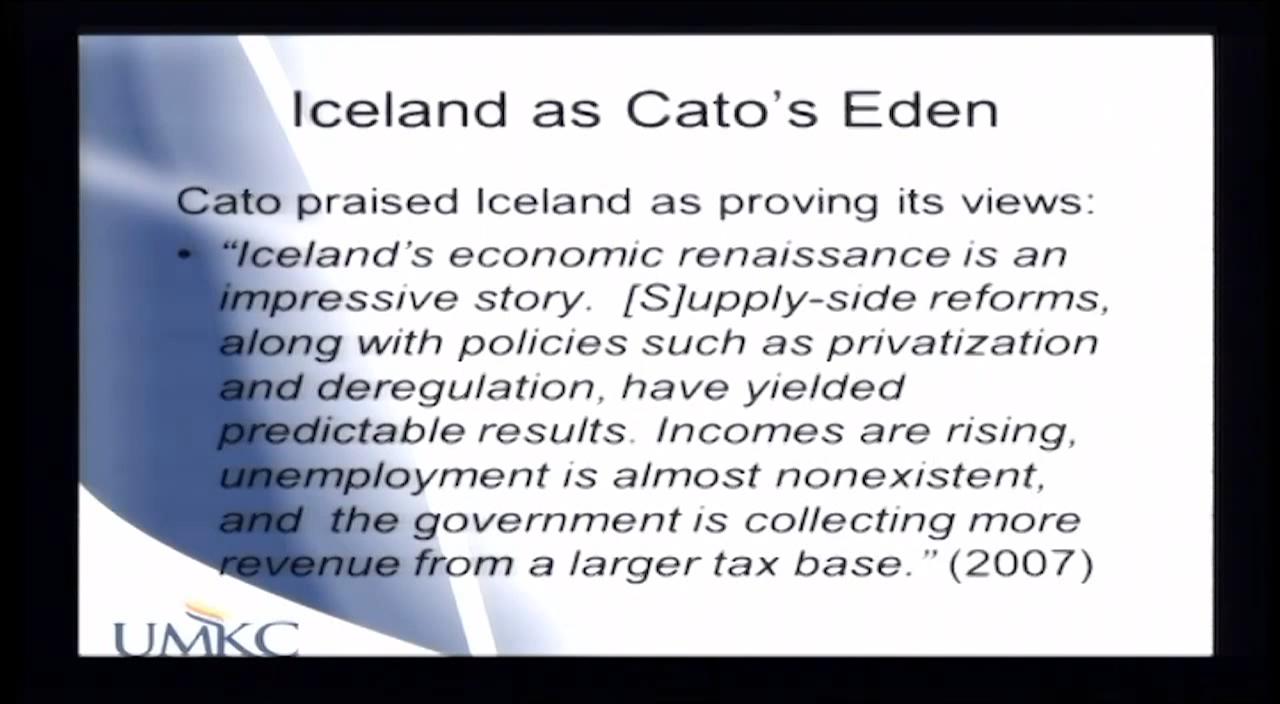 Iceland as Cato's Eden
Cato praised Iceland as proving its views:
• “Iceland's economic renaissance is an
impressive story.  [S]upply-side reforms,
along with policies such as privatization
and deregulation, have yielded
predictable results. Incomes are rising,
unemployment is almost nonexistent,
and  the government is collecting more
revenue from a larger tax base.” (2007)
UMKC